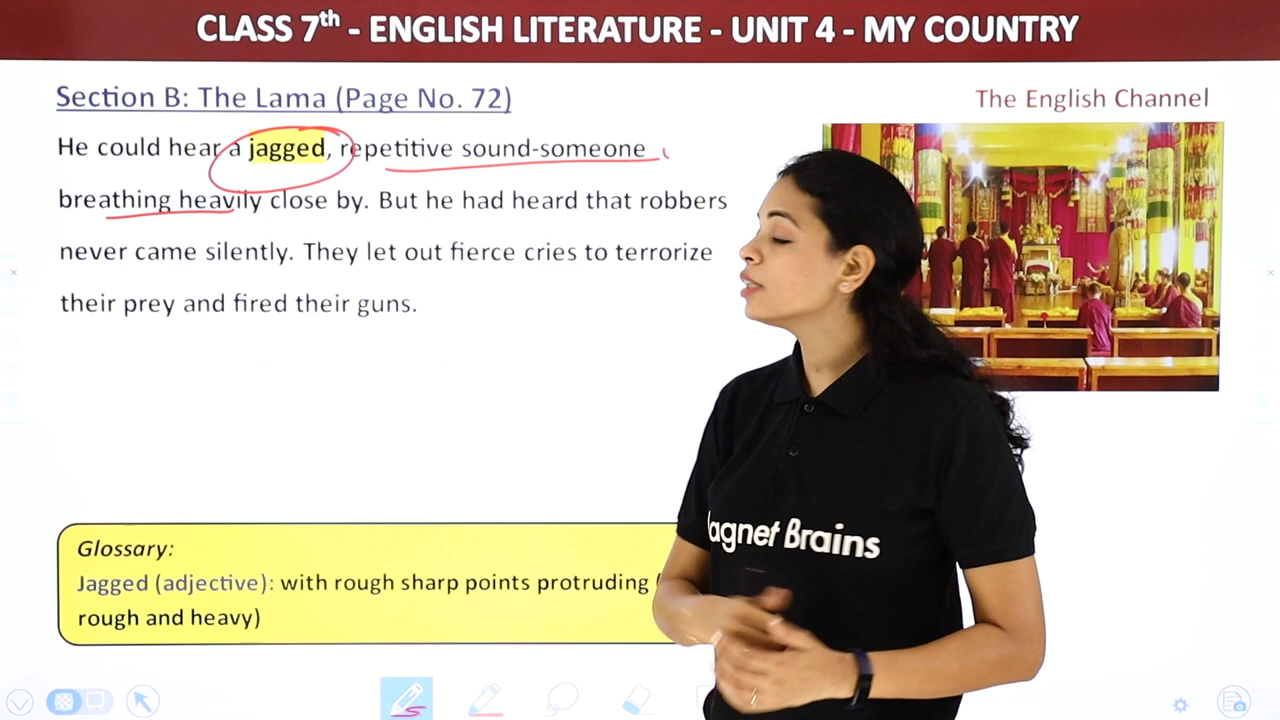 CLASS 7th - ENGLISH LITERATURE - UNIT 4 - MY COUNTRY
Section B: The Lama (Page No. 72)
The English Channel
He could hear a jagged, repetitive sound-someone
breathing heavily close by. But he had heard that robbers
never came silently. They let out fierce cries to terrorize
their prey and fired their guns.
Glossary:
Jagged (adjective): with rough sharp points protruding (
rough and heavy)
agnet Brains